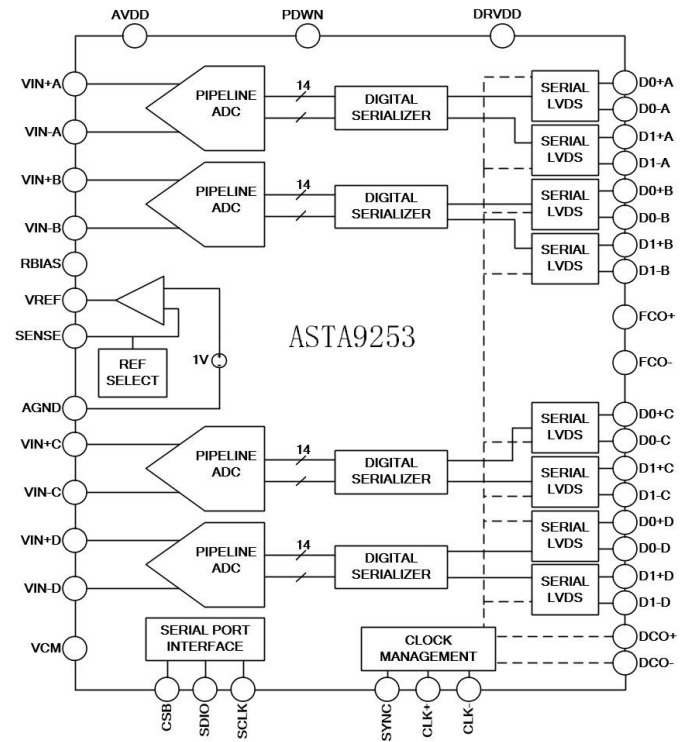 AVDD
PDWN
DRVDD
VIN+A
VIN-A
PIPELINE
ADC
14
DIGITAL
SERIALIZER
SERIAL
LVDS
SERIAL
LVDS
D0+A
D0-A
D1+A
D1-A
VIN+B
VIN-B
PIPELINE
ADC
14
DIGITAL
SERIALIZER
SERIAL
LVDS
SERIAL
LVDS
D0+B
D0-B
D1+B
D1-B
RBIAS
VREF
SENSE
REF
SELECT
1V
AGND
ASTA9253
FCO+
FCO-
VIN+C
VIN-C
PIPELINE
ADC
14
DIGITAL
SERIALIZER
SERIAL
LVDS
SERIAL
LVDS
D0+C
D0-C
D1+C
D1-C
VIN+D
VIN-D
PIPELINE
ADC
14
DIGITAL
SERIALIZER
SERIAL
LVDS
SERIAL
LVDS
D0+D
D0-D
D1+D
D1-D
VCM
SERIAL PORT
INTERFACE
CLOCK
MANAGEMENT
DCO+
DCO-
CSB
SDIO
SCLK
SYNC
CLK+
CLK-